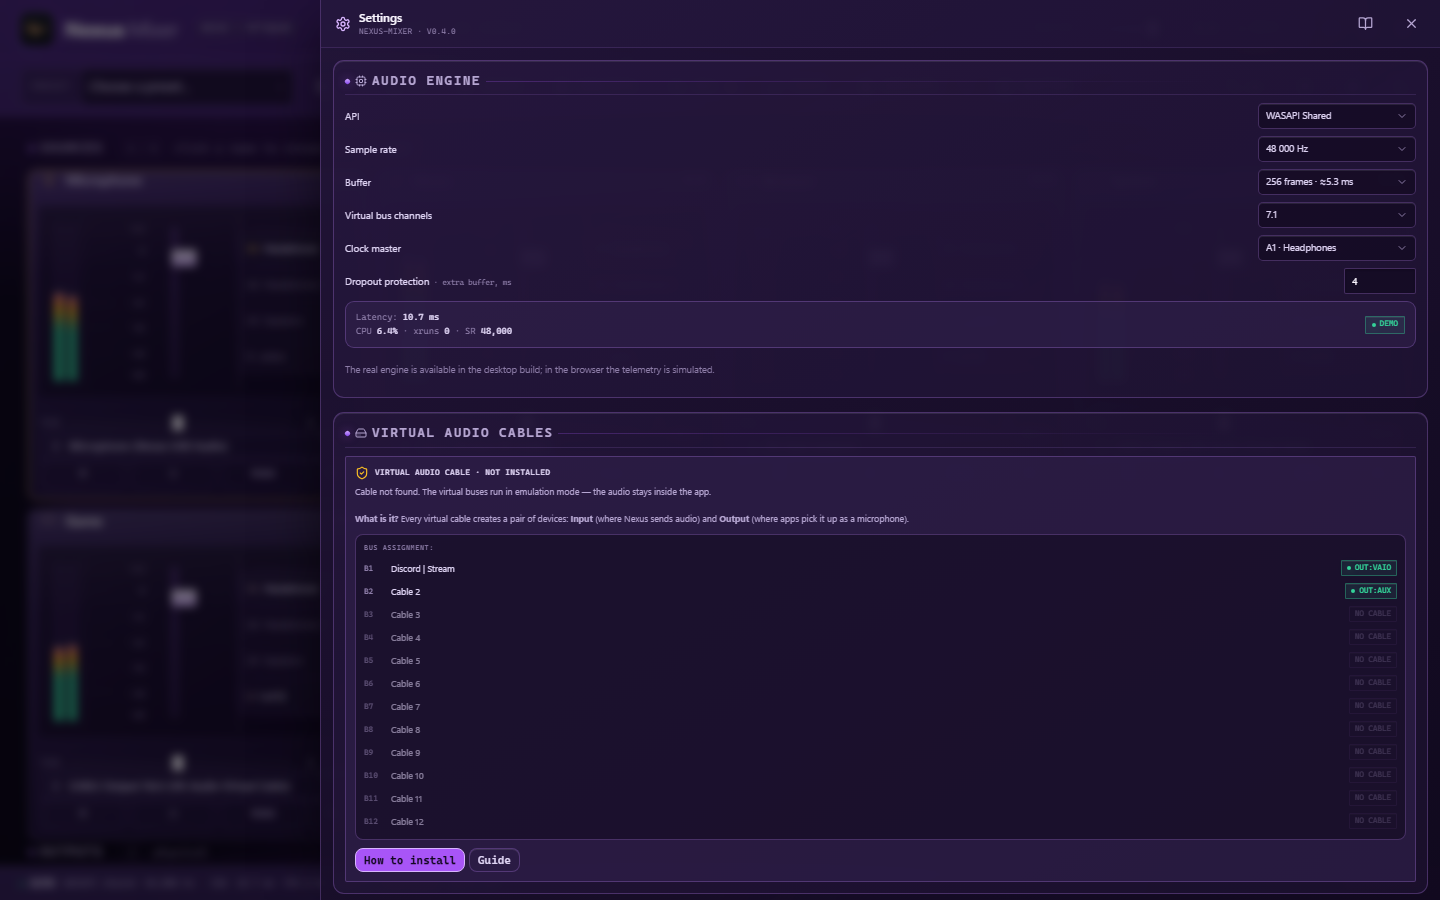 Settings
NEXUS-MIXER · V0.4.0
AUDIO ENGINE
API
WASAPI Shared
Sample rate
48 000 Hz
Buffer
256 frames · ≈5.3 ms
Virtual bus channels
7.1
Clock master
A1 · Headphones
Dropout protection · extra buffer, ms
4
Latency: 10.7 ms
CPU 6.4% · xruns 0 · SR 48,000
DEMO
The real engine is available in the desktop build; in the browser the telemetry is simulated.
VIRTUAL AUDIO CABLES
VIRTUAL AUDIO CABLE · NOT INSTALLED
Cable not found. The virtual buses run in emulation mode — the audio stays inside the app.
What is it? Every virtual cable creates a pair of devices: Input (where Nexus sends audio) and Output (where apps pick it up as a microphone).
BUS ASSIGNMENT:
B1 Discord | Stream OUT:VAIO
B2 Cable 2 OUT:AUX
B3 Cable 3 NO CABLE
B4 Cable 4 NO CABLE
B5 Cable 5 NO CABLE
B6 Cable 6 NO CABLE
B7 Cable 7 NO CABLE
B8 Cable 8 NO CABLE
B9 Cable 9 NO CABLE
B10 Cable 10 NO CABLE
B11 Cable 11 NO CABLE
B12 Cable 12 NO CABLE
How to install
Guide